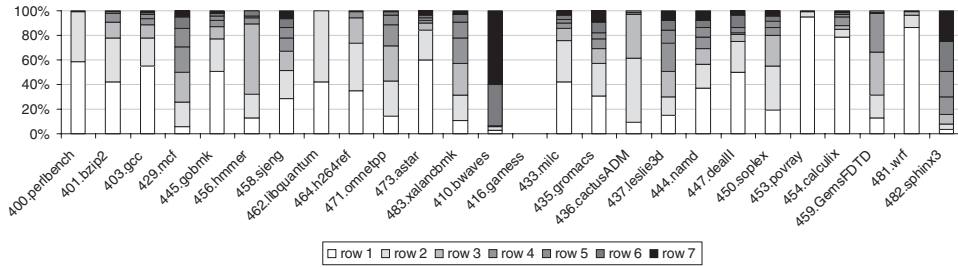 100%
80%
60%
40%
20%
0%
400.perlbench
401.bzip2
403.gcc
429.mcf
445.gobmk
456.hmmer
458.sjeng
462.libquantum
464.h264ref
471.omnetpp
473.astar
483.xalanbmk
410.bwaves
416.gamess
433.milc
435.gromacs
436.cactusADM
437.leslie3d
444.namd
447.dealII
450.soplex
453.povray
454.calculix
459.GemsFDTD
481.wrf
482.sphinx3
row 1 row 2 row 3 row 4 row 5 row 6 row 7